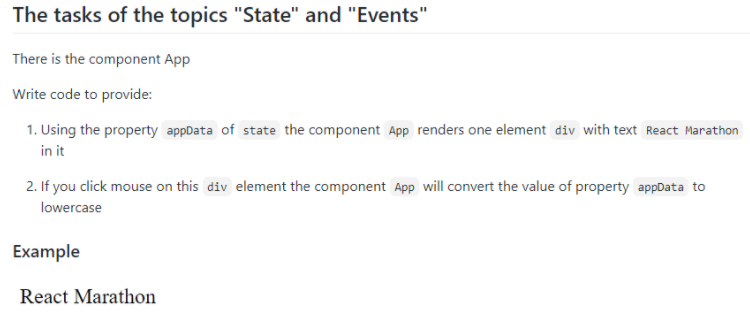 The tasks of the topics "State" and "Events"
There is the component App
Write code to provide:
1. Using the property appData of state the component App renders one element div with text React Marathon
in it
2. If you click mouse on this div element the component App will convert the value of property appData to
lowercase
Example
React Marathon